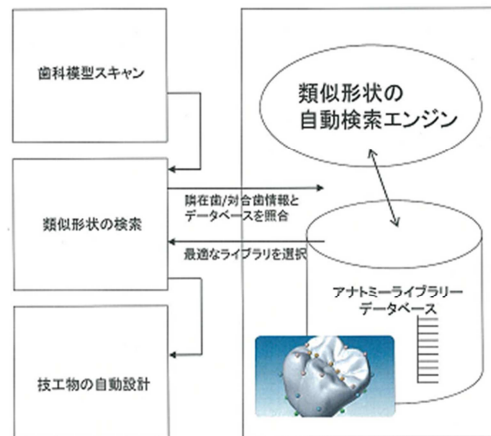 歯科模型スキャン
類似形状の
自動検索エンジン
類似形状の検索
隣在歯/対合歯情報と
データベースを照合
最適なライブラリを選択
アナトミーライブラリー
データベース
技工物の自動設計